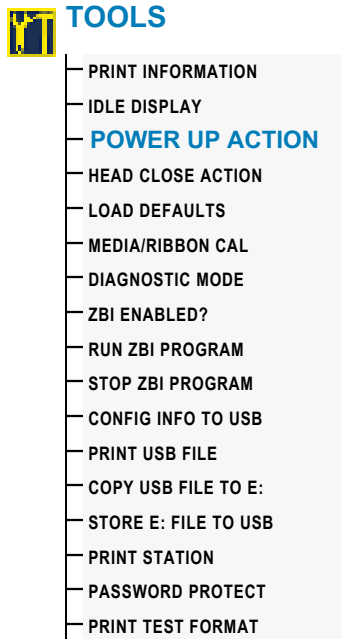 TOOLS
PRINT INFORMATION
IDLE DISPLAY
POWER UP ACTION
HEAD CLOSE ACTION
LOAD DEFAULTS
MEDIA/RIBBON CAL
DIAGNOSTIC MODE
ZBI ENABLED?
RUN ZBI PROGRAM
STOP ZBI PROGRAM
CONFIG INFO TO USB
PRINT USB FILE
COPY USB FILE TO E:
STORE E: FILE TO USB
PRINT STATION
PASSWORD PROTECT
PRINT TEST FORMAT